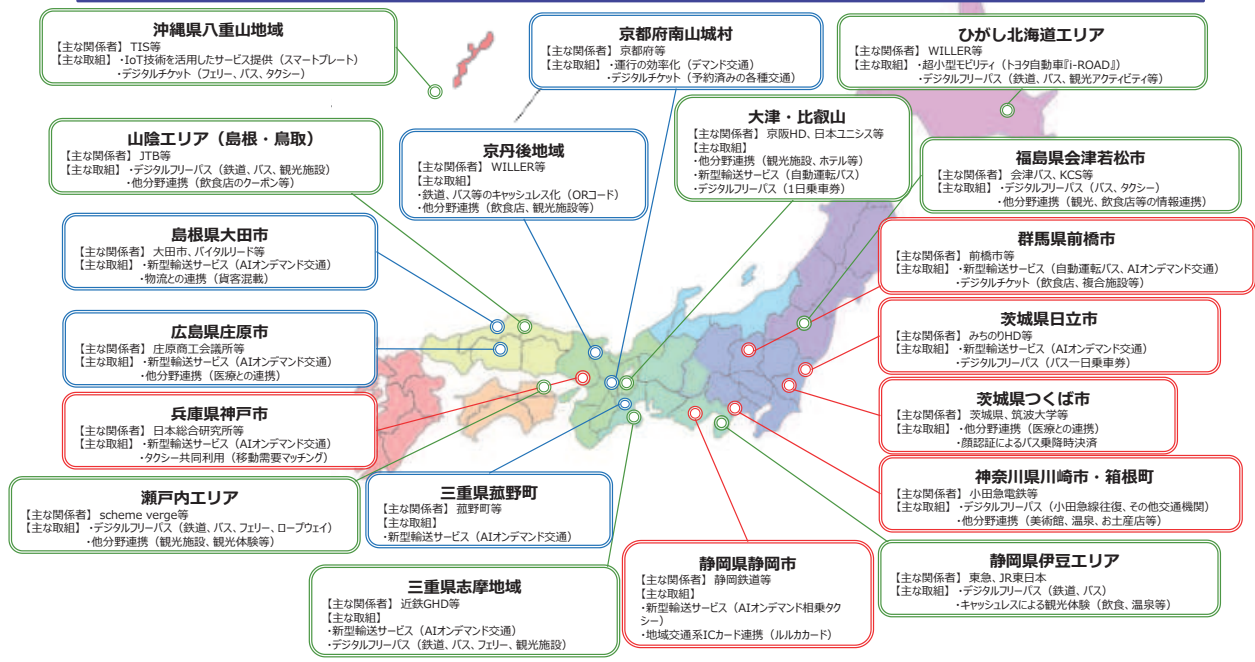 沖縄県八重山地域
【主な関係者】 TIS等
【主な取組】 ・IoT技術を活用したサービス提供（スマートプレート）
・デジタルチケット（フェリー、バス、タクシー）
京都府南山城村
【主な関係者】 京都府等
【主な取組】 ・運行の効率化（デマンド交通）
・デジタルチケット（予約済みの各種交通）
ひがし北海道エリア
【主な関係者】 WILLER等
【主な取組】 ・超小型モビリティ（トヨタ自動車『i-ROAD』）
・デジタルフリーパス（鉄道、バス、観光アクティビティ等）
山陰エリア（島根・鳥取）
【主な関係者】 JTB等
【主な取組】 ・デジタルフリーパス（鉄道、バス、観光施設）
・他分野連携（飲食店のクーポン等）
京丹後地域
【主な関係者】 WILLER等
【主な取組】
・鉄道、バス等のキャッシュレス化（QRコード）
・他分野連携（飲食店、観光施設等）
大津・比叡山
【主な関係者】 京阪HD、日本ユニシス等
【主な取組】
・他分野連携（観光施設、ホテル等）
・新型輸送サービス（自動運転バス）
・デジタルフリーパス（1日乗車券）
福島県会津若松市
【主な関係者】 会津バス、KCS等
【主な取組】 ・デジタルフリーパス（バス、タクシー）
・他分野連携（観光、飲食店等の情報連携）
島根県大田市
【主な関係者】 大田市、バイタルリード等
【主な取組】 ・新型輸送サービス（AIオンデマンド交通）
・物流との連携（貨客混載）
群馬県前橋市
【主な関係者】 前橋市等
【主な取組】 ・新型輸送サービス（自動運転バス、AIオンデマンド交通）
・デジタルチケット（飲食店、複合施設等）
広島県庄原市
【主な関係者】 庄原商工会議所等
【主な取組】 ・新型輸送サービス（AIオンデマンド交通）
・他分野連携（医療との連携）
茨城県日立市
【主な関係者】 みちのりHD等
【主な取組】 ・新型輸送サービス（AIオンデマンド交通）
・デジタルフリーパス（バス一日乗車券）
兵庫県神戸市
【主な関係者】 日本総合研究所等
【主な取組】 ・新型輸送サービス（AIオンデマンド交通）
・タクシー共同利用（移動需要マッチング）
茨城県つくば市
【主な関係者】 茨城県、筑波大学等
【主な取組】 ・他分野連携（医療との連携）
・顔認証によるバス乗降時決済
瀬戸内エリア
【主な関係者】 scheme verge等
【主な取組】 ・デジタルフリーパス（鉄道、バス、フェリー、ロープウェイ）
・他分野連携（観光施設、観光体験等）
三重県菰野町
【主な関係者】 菰野町等
【主な取組】
・新型輸送サービス（AIオンデマンド交通）
神奈川県川崎市・箱根町
【主な関係者】 小田急電鉄等
【主な取組】 ・デジタルフリーパス（小田急線往復、その他交通機関）
・他分野連携（美術館、温泉、お土産店等）
三重県志摩地域
【主な関係者】 近鉄GHD等
【主な取組】
・新型輸送サービス（AIオンデマンド交通）
・デジタルフリーパス（鉄道、バス、フェリー、観光施設）
静岡県静岡市
【主な関係者】 静岡鉄道等
【主な取組】
・新型輸送サービス（AIオンデマンド相乗タク
シー）
・地域交通系ICカード連携（ルルカカード）
静岡県伊豆エリア
【主な関係者】 東急、JR東日本
【主な取組】 ・デジタルフリーパス（鉄道、バス）
・キャッシュレスによる観光体験（飲食、温泉等）